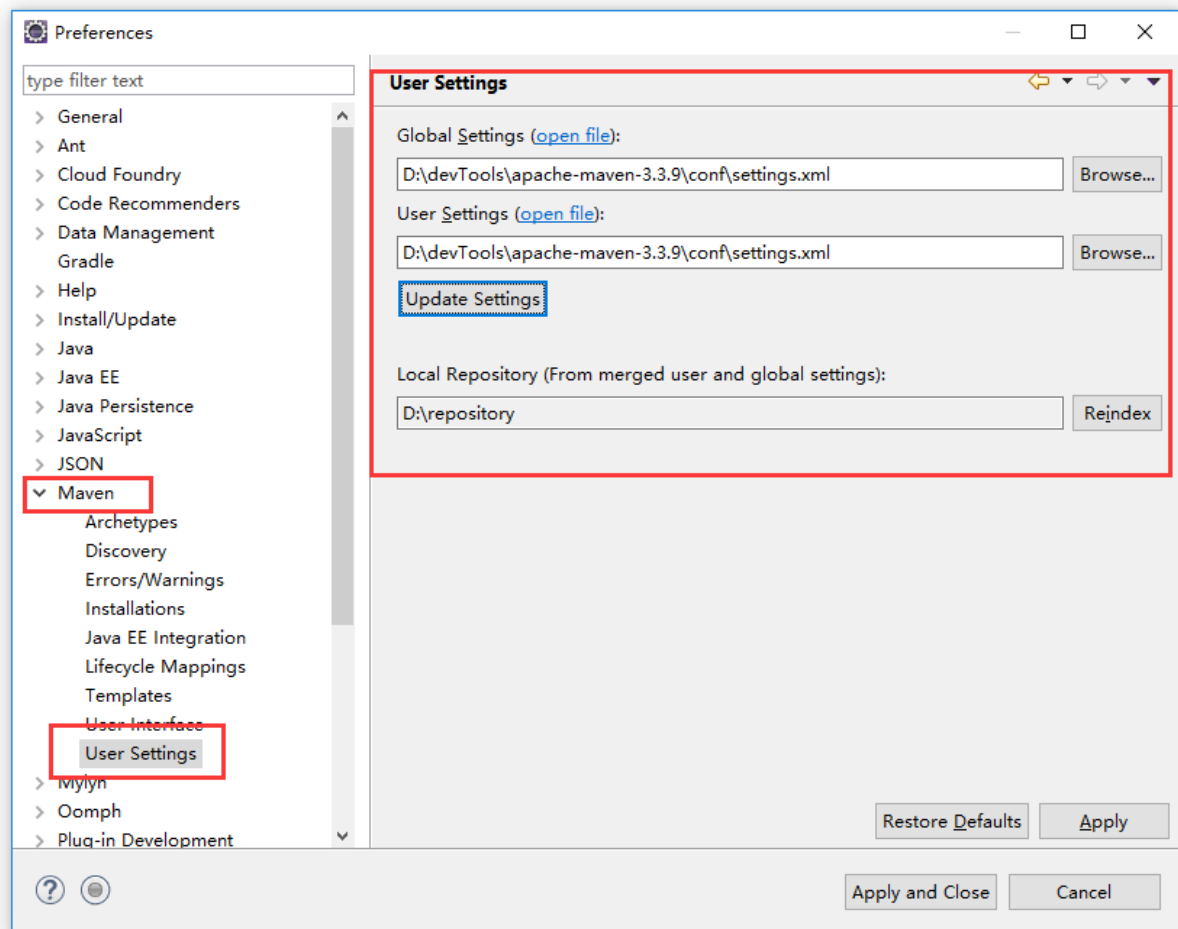 Preferences
type filter text
General
Ant
Cloud Foundry
Code Recommenders
Data Management
Gradle
Help
Install/Update
Java
Java EE
Java Persistence
JavaScript
JSON
Maven
Archetypes
Discovery
Errors/Warnings
Installations
Java EE Integration
Lifecycle Mappings
Templates
User Interface
User Settings
Mylyn
Oomph
Plug-in Development
User Settings
Global Settings (open file):
D:\devTools\apache-maven-3.3.9\conf\settings.xml Browse...
User Settings (open file):
D:\devTools\apache-maven-3.3.9\conf\settings.xml Browse...
Update Settings
Local Repository (From merged user and global settings):
D:\repository Reindex
Restore Defaults Apply
? Apply and Close Cancel